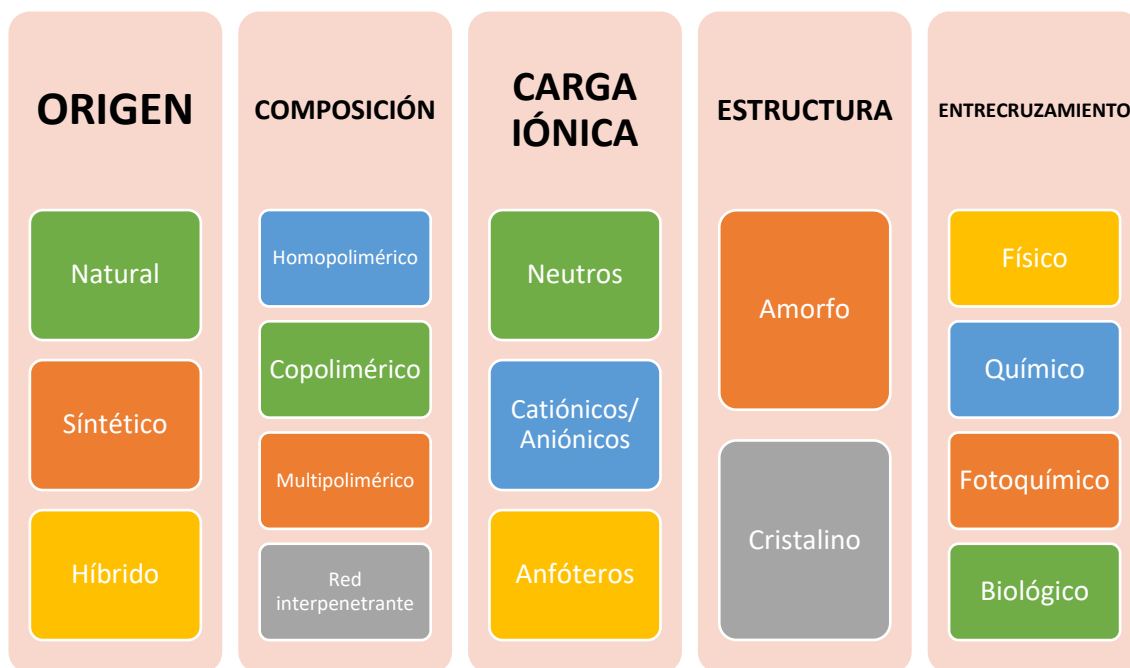 ORIGEN
Natural
Síntético
Híbrido
COMPOSICIÓN
Homopolimérico
Copolimérico
Multipolimérico
Red
interpenetrante
CARGA
IÓNICA
Neutros
Catiónicos/
Aniónicos
Anfóteros
ESTRUCTURA
Amorfo
Cristalino
ENTRECRUZAMIENTO
Físico
Químico
Fotoquímico
Biológico